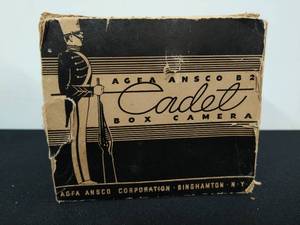 AGFA ANSCO B2
Cadet
BOX CAMERA
AGFA ANSCO CORPORATION · BINGHAMTON · N · Y